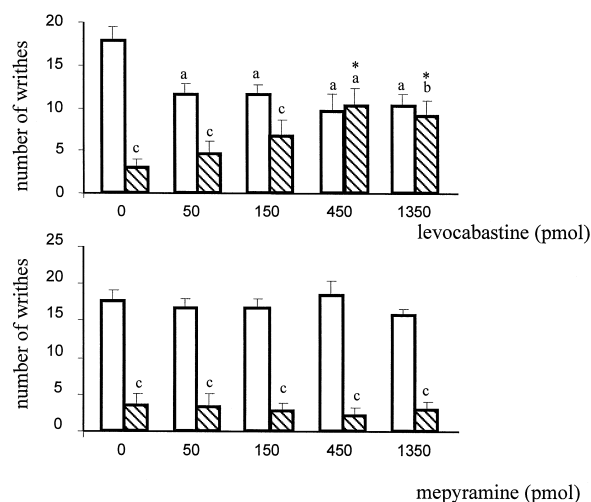 20
15
10
5
0
number of writhes
c
a
c
a
c
a
*
a
a
*
b
0 50 150 450 1350
levocabastine (pmol)
25
20
15
10
5
0
number of writhes
c
c
c
c
c
0 50 150 450 1350
mepyramine (pmol)